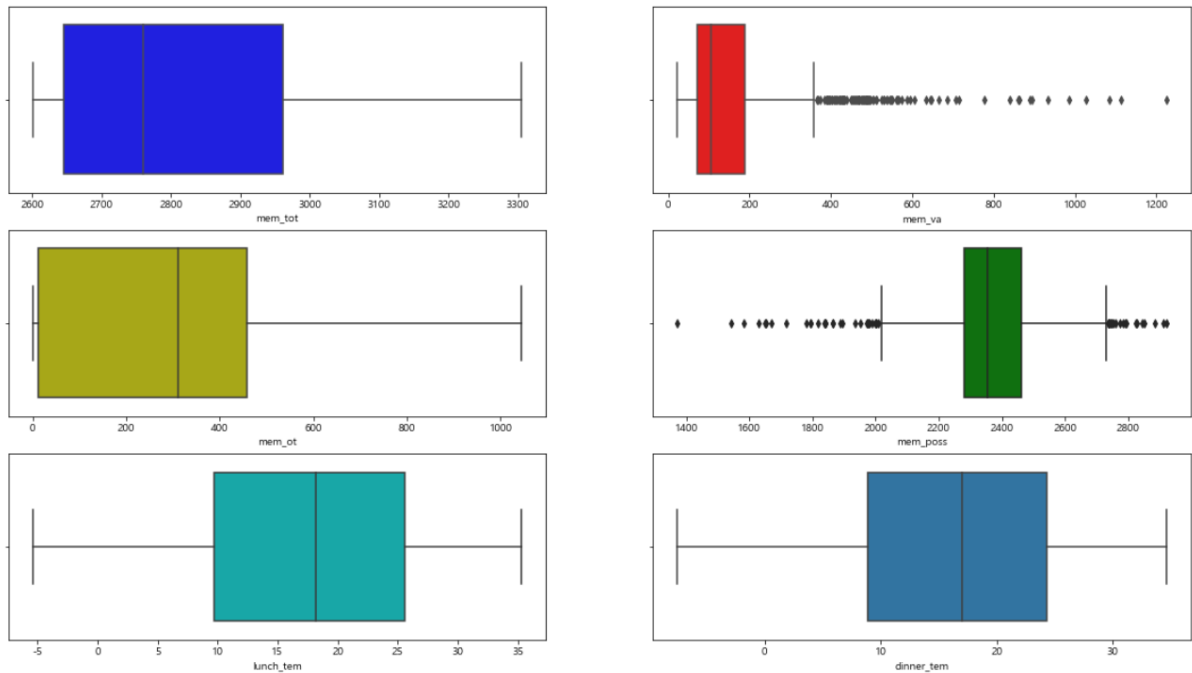 2600 2700 2800 2900 3000 3100 3200 3300
mem_tot
0 200 400 600 800 1000 1200
mem_va
0 200 400 600 800 1000
mem_ot
1400 1600 1800 2000 2200 2400 2600 2800
mem_poss
-5 0 5 10 15 20 25 30 35
lunch_tem
0 10 20 30
dinner_tem